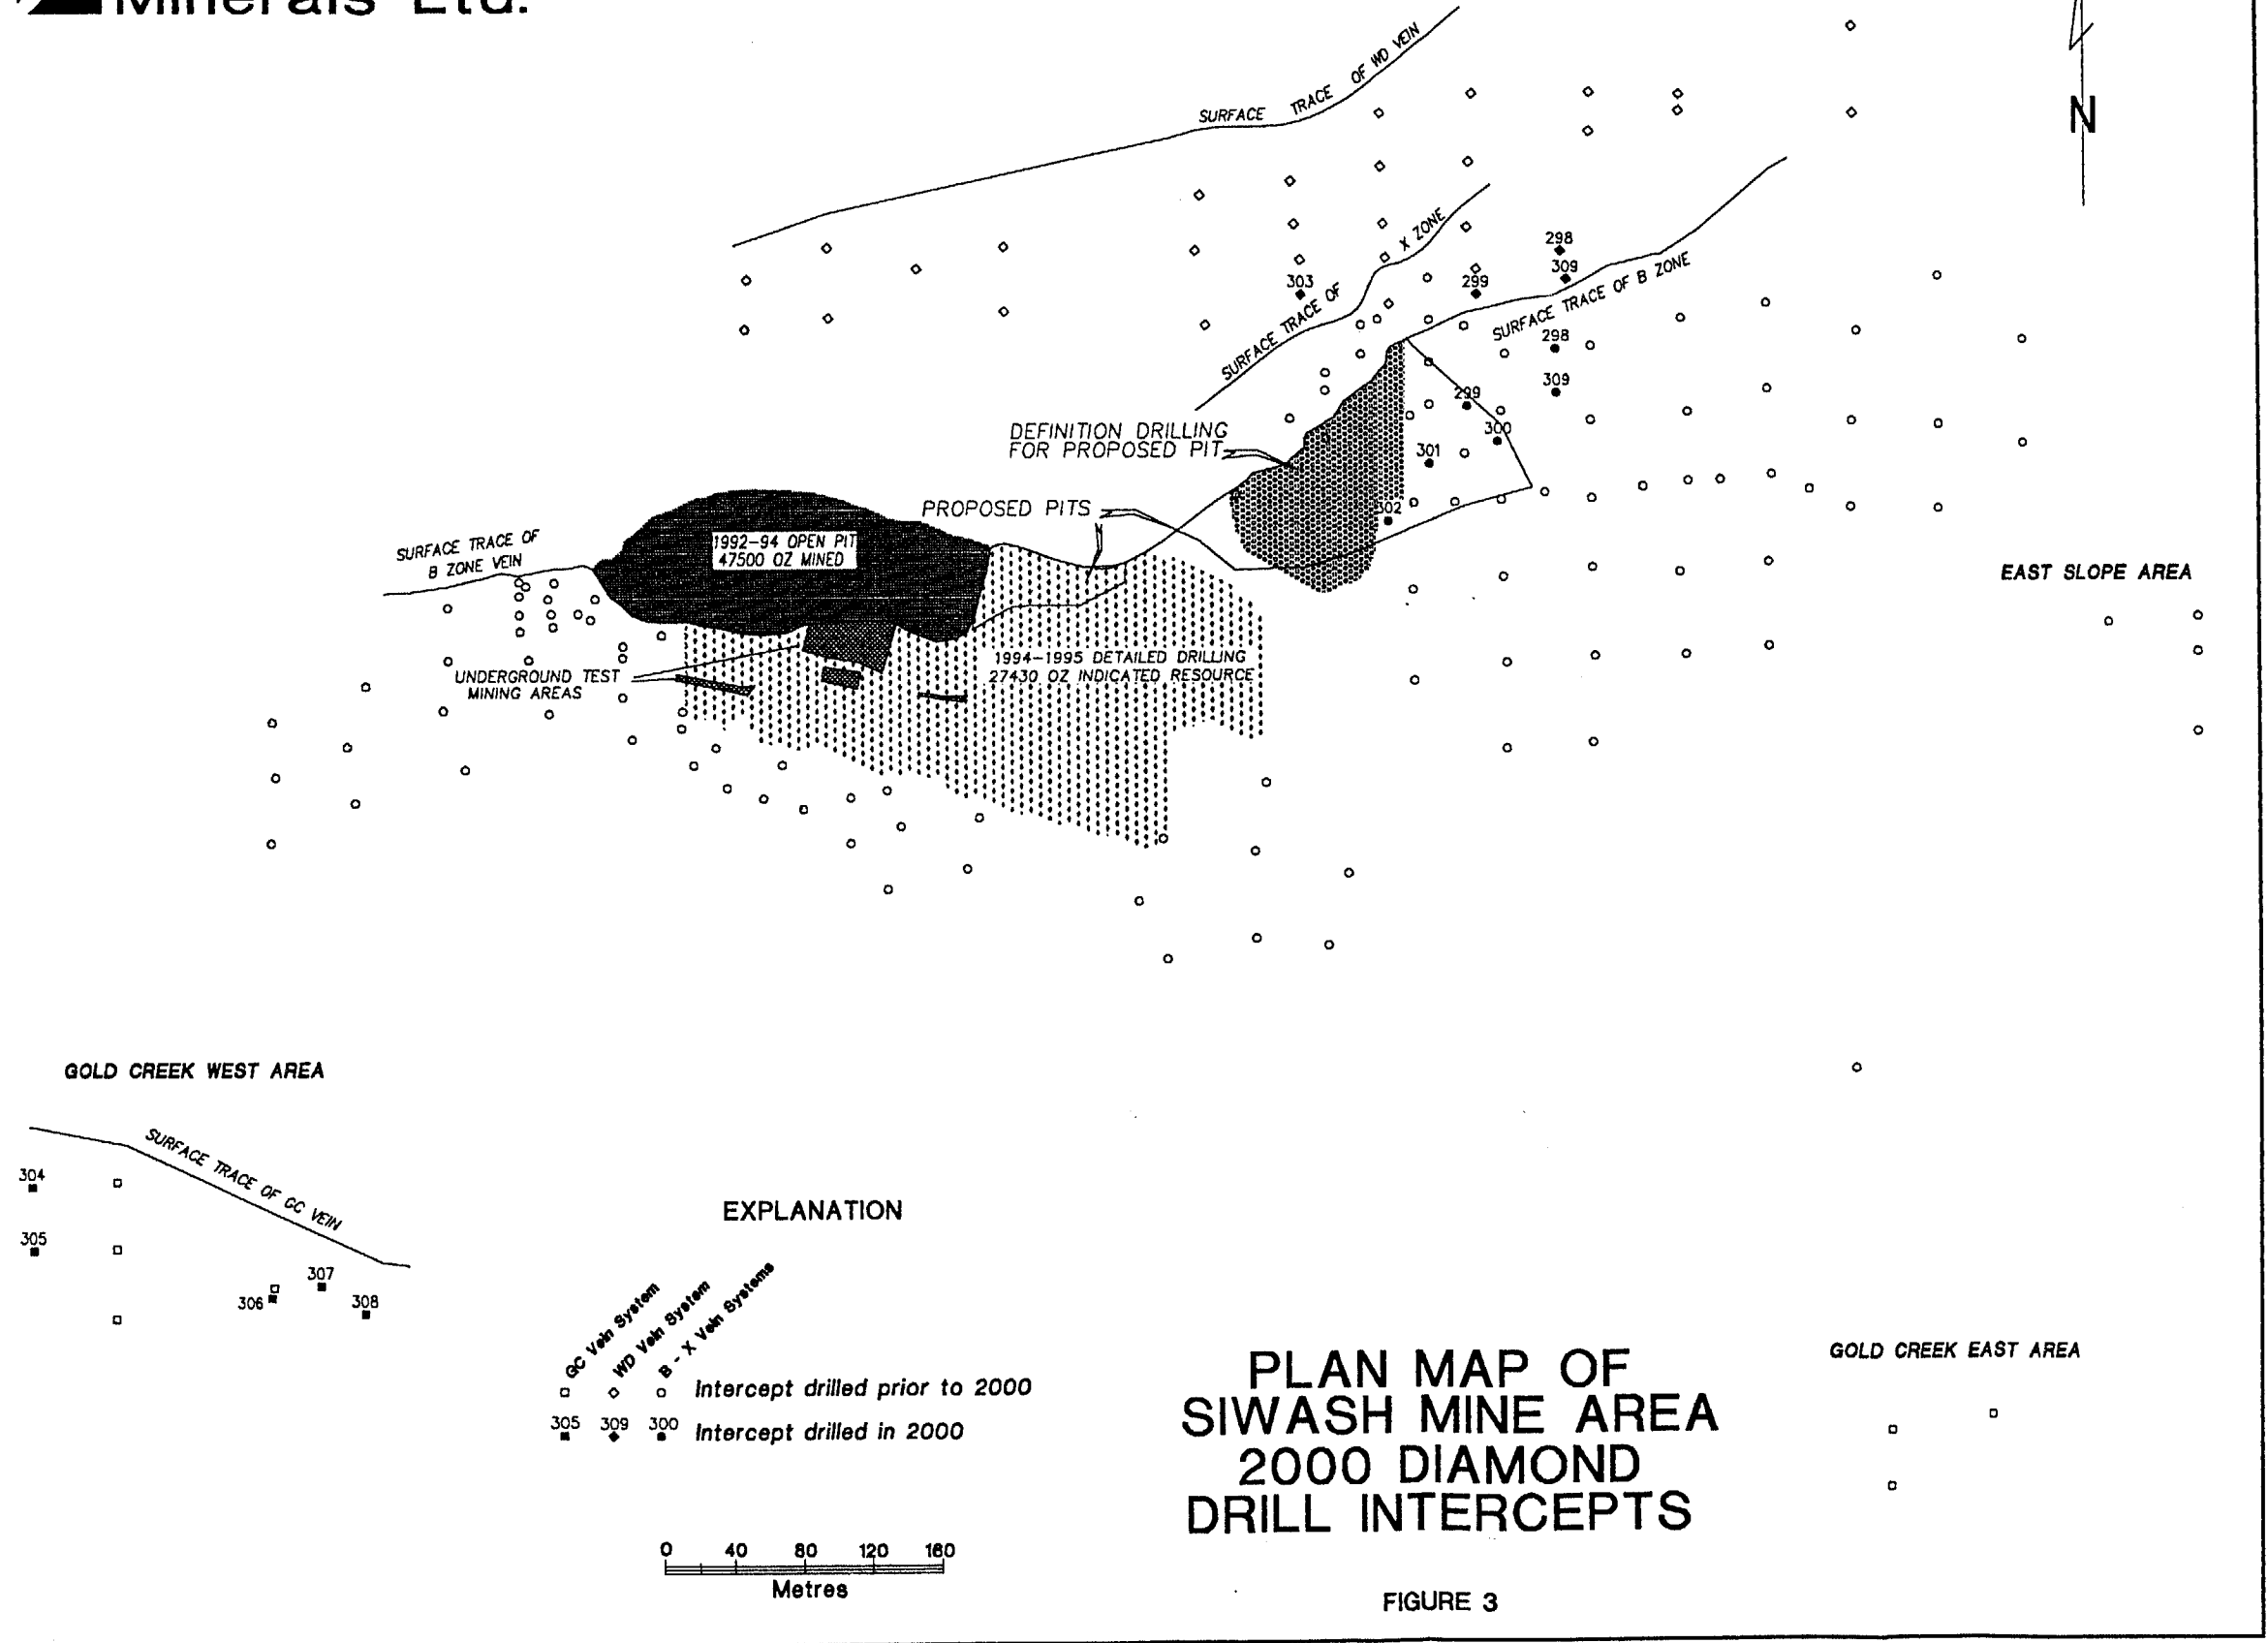 Minerals Ltd.
N
SURFACE TRACE OF WD VEIN
SURFACE TRACE OF X ZONE
298
309
299
303
SURFACE TRACE OF B ZONE
298
309
299
300
301
302
DEFINITION DRILLING
FOR PROPOSED PIT
PROPOSED PITS
SURFACE TRACE OF
B ZONE VEIN
1992-94 OPEN PIT
47500 OZ MINED
EAST SLOPE AREA
UNDERGROUND TEST
MINING AREAS
1994-1995 DETAILED DRILLING
27430 OZ INDICATED RESOURCE
GOLD CREEK WEST AREA
SURFACE TRACE OF GC VEIN
304
305
306
307
308
EXPLANATION
GC Vein System
WD Vein System
B - X Vein Systems
Intercept drilled prior to 2000
305 309 300 Intercept drilled in 2000
0 40 80 120 160
Metres
PLAN MAP OF
SIWASH MINE AREA
2000 DIAMOND
DRILL INTERCEPTS
FIGURE 3
GOLD CREEK EAST AREA